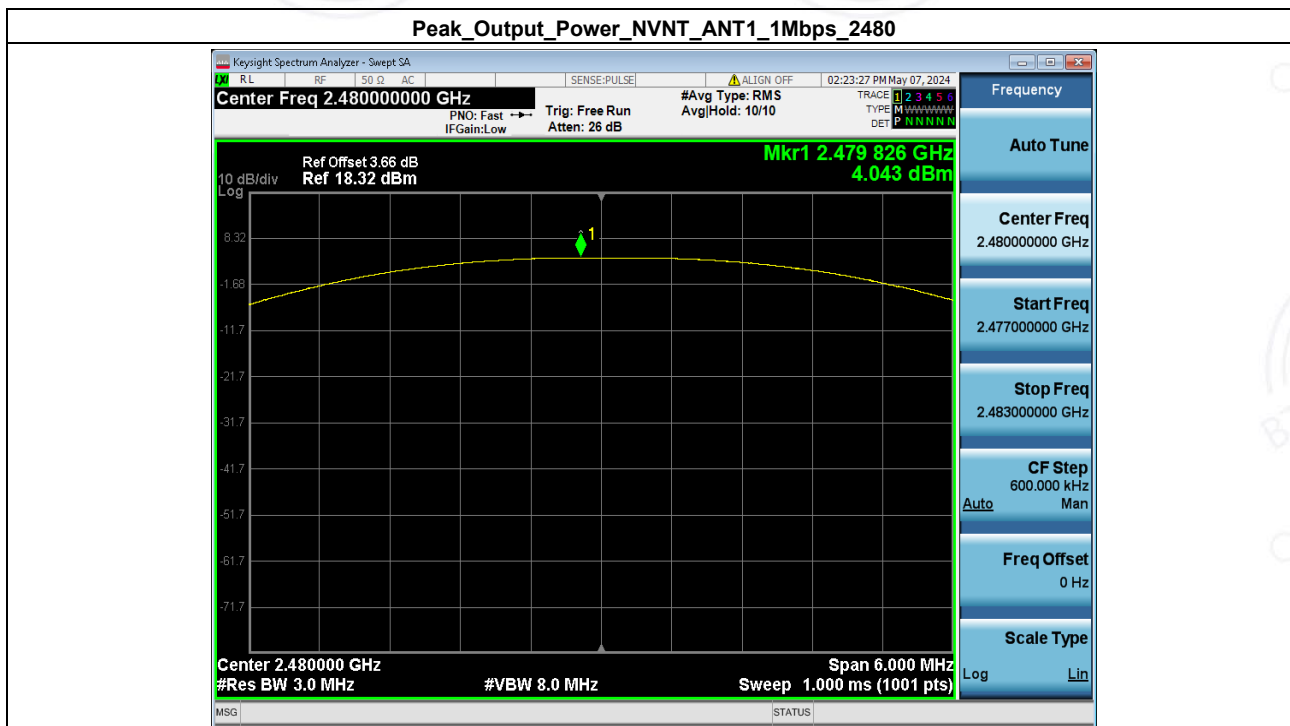 Peak_Output_Power_NVNT_ANT1_1Mbps_2480
Keysight Spectrum Analyzer - Swept SA
LXI RL RF 50 Ω AC SENSE:PULSE ALIGN OFF 02:23:27 PM May 07, 2024
Center Freq 2.480000000 GHz
PNO: Fast
IFGain:Low
Trig: Free Run
Atten: 26 dB
#Avg Type: RMS
Avg|Hold: 10/10
TRACE 1 2 3 4 5 6
TYPE M WWWWW
DET P N N N N N
Mkr1 2.479 826 GHz
4.043 dBm
Ref Offset 3.66 dB
10 dB/div Ref 18.32 dBm
Log
1
8.32
-1.68
-11.7
-21.7
-31.7
-41.7
-51.7
-61.7
-71.7
Center 2.480000 GHz Span 6.000 MHz
#Res BW 3.0 MHz #VBW 8.0 MHz Sweep 1.000 ms (1001 pts)
MSG STATUS
Frequency
Auto Tune
Center Freq
2.480000000 GHz
Start Freq
2.477000000 GHz
Stop Freq
2.483000000 GHz
CF Step
600.000 kHz
Auto Man
Freq Offset
0 Hz
Scale Type
Log Lin